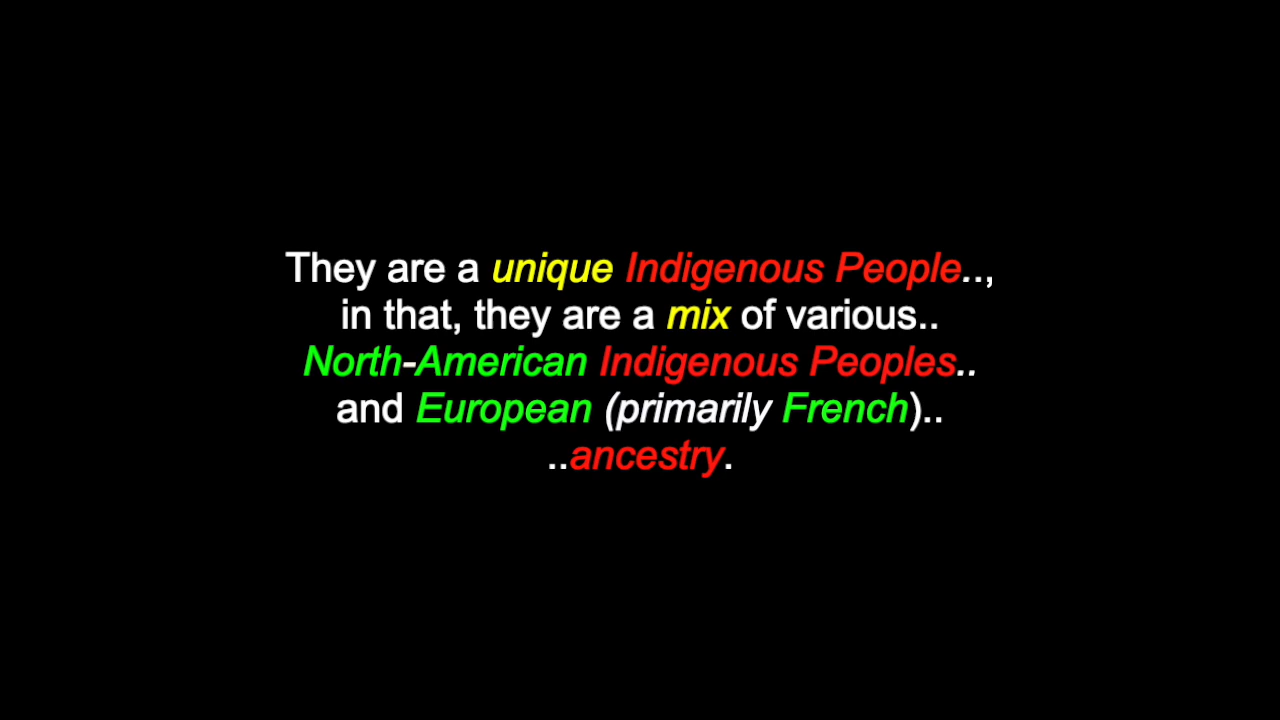 They are a unique Indigenous People..,
in that, they are a mix of various..
North-American Indigenous Peoples..
and European (primarily French)..
..ancestry.